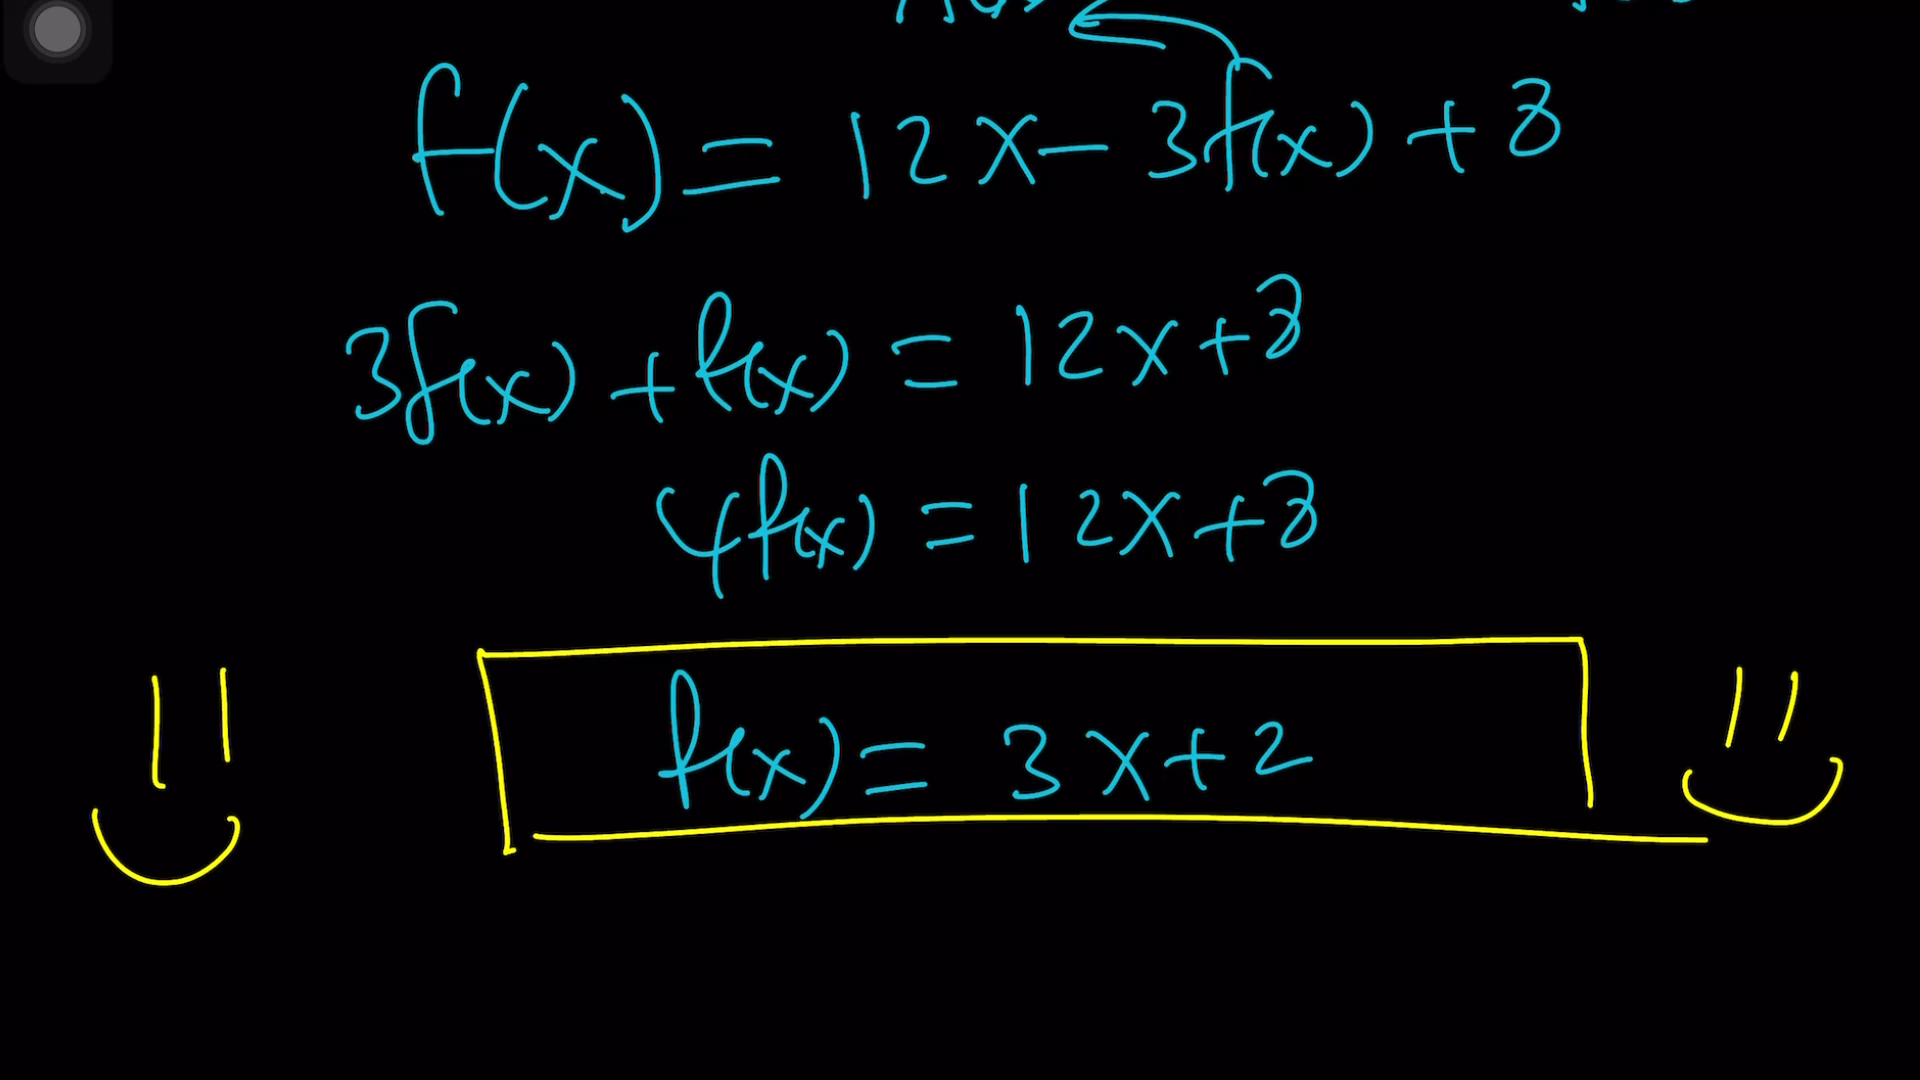 f(x) = 12x - 3f(x) + 8
3f(x) + f(x) = 12x + 8
4f(x) = 12x + 8
f(x) = 3x + 2